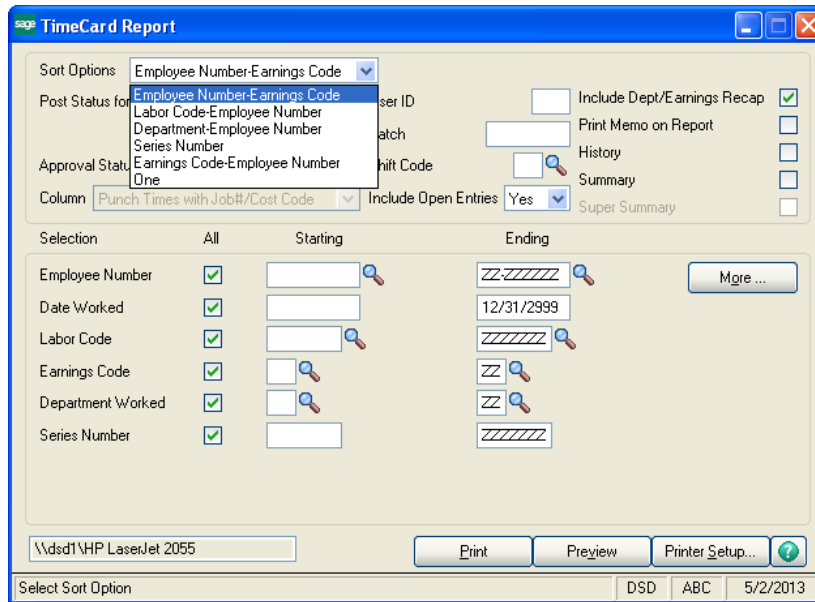 sage TimeCard Report
Sort Options Employee Number-Earnings Code
Employee Number-Earnings Code
Labor Code-Employee Number
Department-Employee Number
Series Number
Earnings Code-Employee Number
One
Post Status for
ser ID
Include Dept/Earnings Recap
atch
Print Memo on Report
History
Approval Statu
hift Code
Summary
Column Punch Times with Job#/Cost Code Include Open Entries Yes
Super Summary
Selection All Starting Ending
Employee Number ZZ-ZZZZZZ More ...
Date Worked 12/31/2999
Labor Code ZZZZZZZ
Earnings Code ZZ
Department Worked ZZ
Series Number ZZZZZZZ
\\dsd1\HP LaserJet 2055 Print Preview Printer Setup... ?
Select Sort Option DSD ABC 5/2/2013